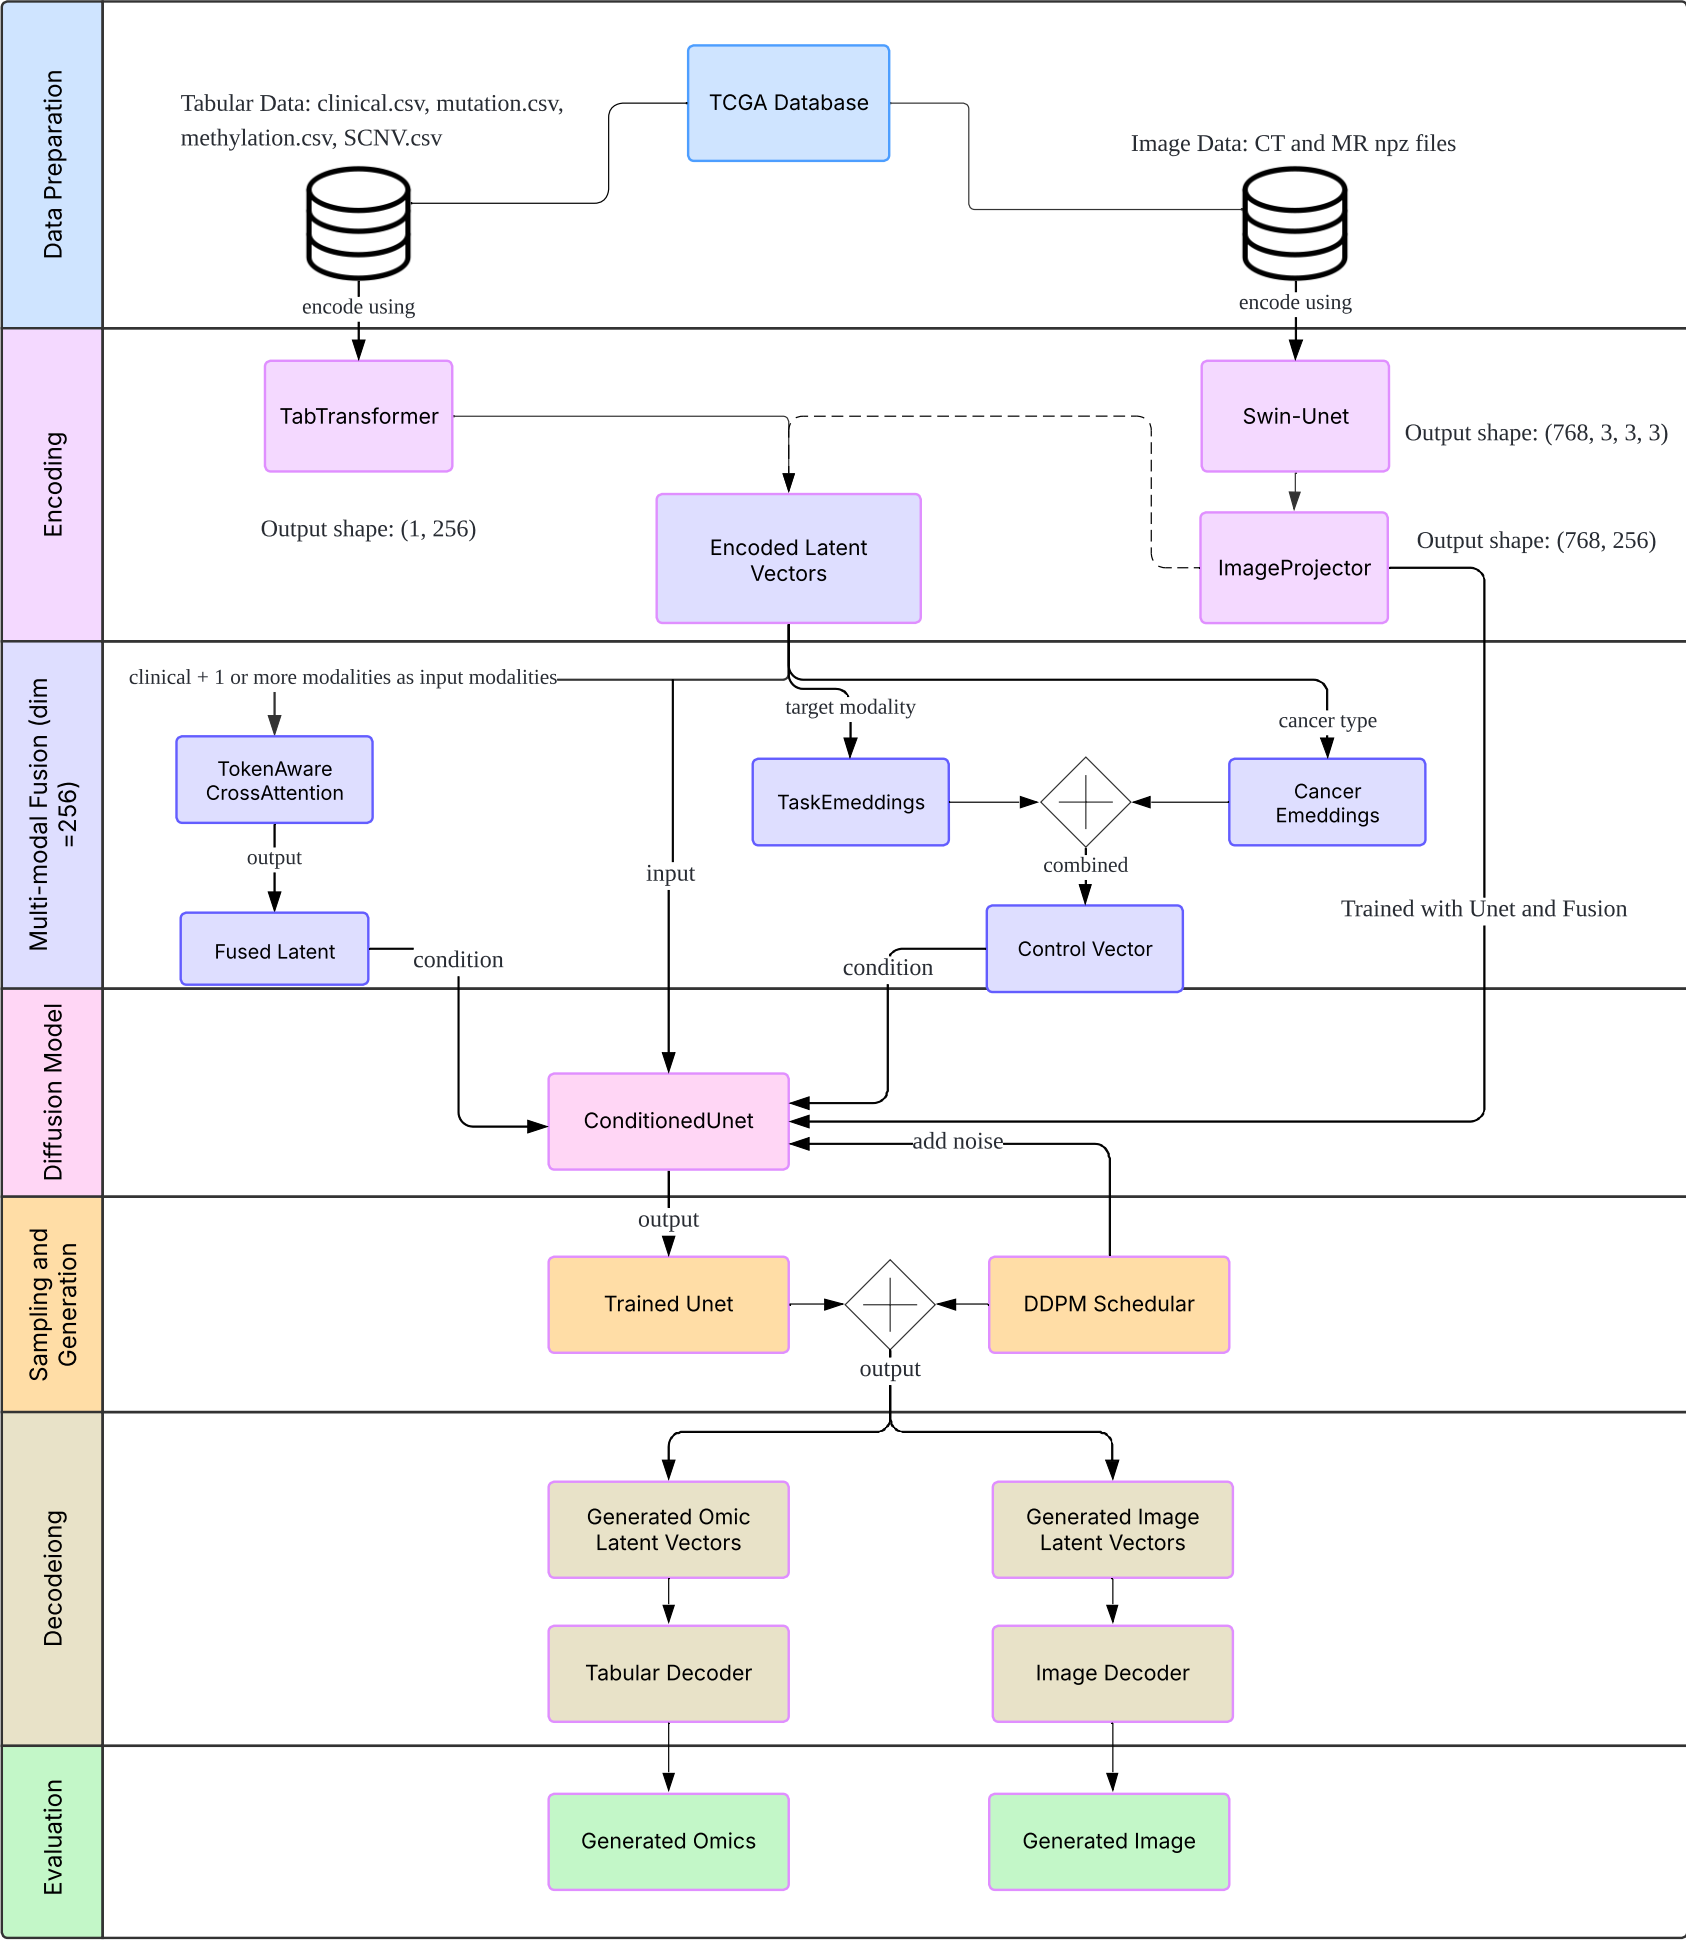 Data Preparation
TCGA Database
Tabular Data: clinical.csv, mutation.csv,
methylation.csv, SCNV.csv
Image Data: CT and MR npz files
encode using
encode using
Encoding
TabTransformer
Swin-Unet
Output shape: (768, 3, 3, 3)
Output shape: (1, 256)
Encoded Latent
Vectors
ImageProjector
Output shape: (768, 256)
Multi-modal Fusion (dim
=256)
clinical + 1 or more modalities as input modalities
target modality
cancer type
TokenAware
CrossAttention
TaskEmeddings
Cancer
Emeddings
output
input
combined
Trained with Unet and Fusion
Fused Latent
condition
condition
Control Vector
Diffusion Model
ConditionedUnet
add noise
Sampling and
Generation
output
Trained Unet
DDPM Schedular
output
Decodeiong
Generated Omic
Latent Vectors
Generated Image
Latent Vectors
Tabular Decoder
Image Decoder
Evaluation
Generated Omics
Generated Image